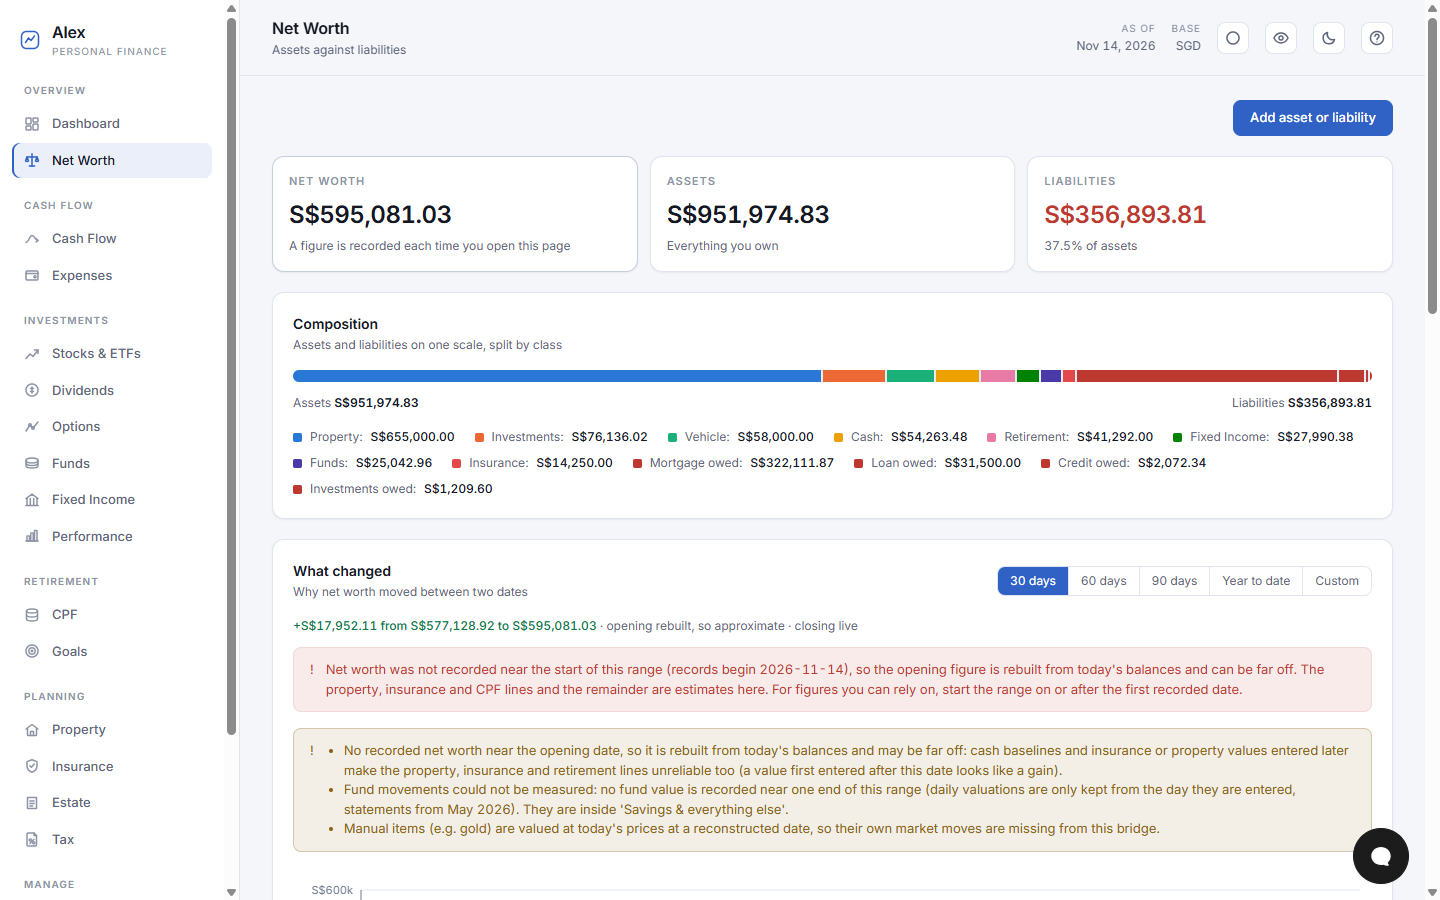 Alex
PERSONAL FINANCE
OVERVIEW
Dashboard
Net Worth
CASH FLOW
Cash Flow
Expenses
INVESTMENTS
Stocks & ETFs
Dividends
Options
Funds
Fixed Income
Performance
RETIREMENT
CPF
Goals
PLANNING
Property
Insurance
Estate
Tax
MANAGE
Net Worth
Assets against liabilities
AS OF
Nov 14, 2026
BASE
SGD
Add asset or liability
NET WORTH
S$595,081.03
A figure is recorded each time you open this page
ASSETS
S$951,974.83
Everything you own
LIABILITIES
S$356,893.81
37.5% of assets
Composition
Assets and liabilities on one scale, split by class
Assets S$951,974.83
Liabilities S$356,893.81
Property: S$655,000.00 Investments: S$76,136.02 Vehicle: S$58,000.00 Cash: S$54,263.48 Retirement: S$41,292.00 Fixed Income: S$27,990.38
Funds: S$25,042.96 Insurance: S$14,250.00 Mortgage owed: S$322,111.87 Loan owed: S$31,500.00 Credit owed: S$2,072.34
Investments owed: S$1,209.60
What changed
Why net worth moved between two dates
30 days 60 days 90 days Year to date Custom
+S$17,952.11 from S$577,128.92 to S$595,081.03 · opening rebuilt, so approximate · closing live
! Net worth was not recorded near the start of this range (records begin 2026-11-14), so the opening figure is rebuilt from today's balances and can be far off. The
property, insurance and CPF lines and the remainder are estimates here. For figures you can rely on, start the range on or after the first recorded date.
! • No recorded net worth near the opening date, so it is rebuilt from today's balances and may be far off: cash baselines and insurance or property values entered later
make the property, insurance and retirement lines unreliable too (a value first entered after this date looks like a gain).
• Fund movements could not be measured: no fund value is recorded near one end of this range (daily valuations are only kept from the day they are entered,
statements from May 2026). They are inside 'Savings & everything else'.
• Manual items (e.g. gold) are valued at today's prices at a reconstructed date, so their own market moves are missing from this bridge.
S$600k